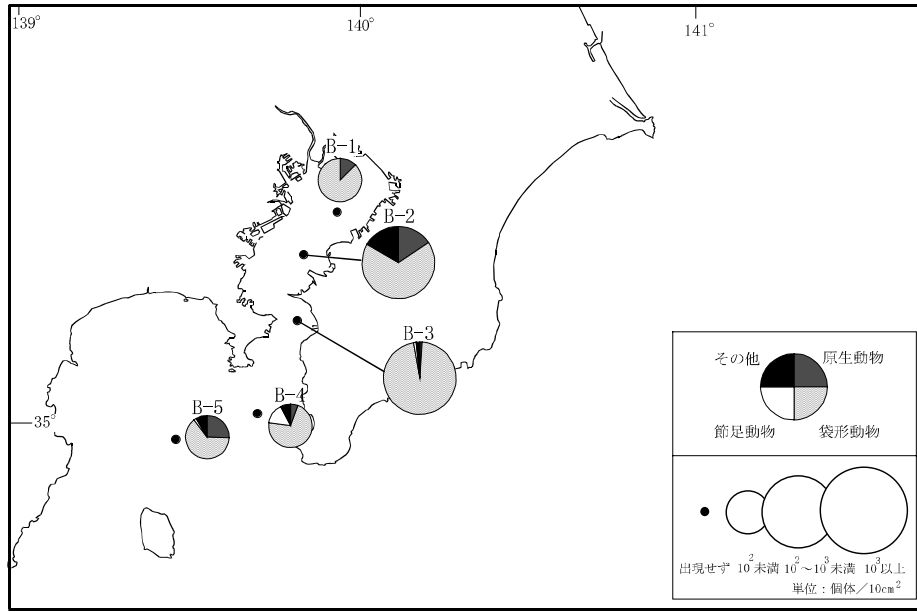 139° 140° 141°
B-1
B-2
B-3
B-4
B-5
35°
その他 原生動物
節足動物 袋形動物
出現せず 10²未満 10²～10³未満 10³以上
単位：個体／10cm²